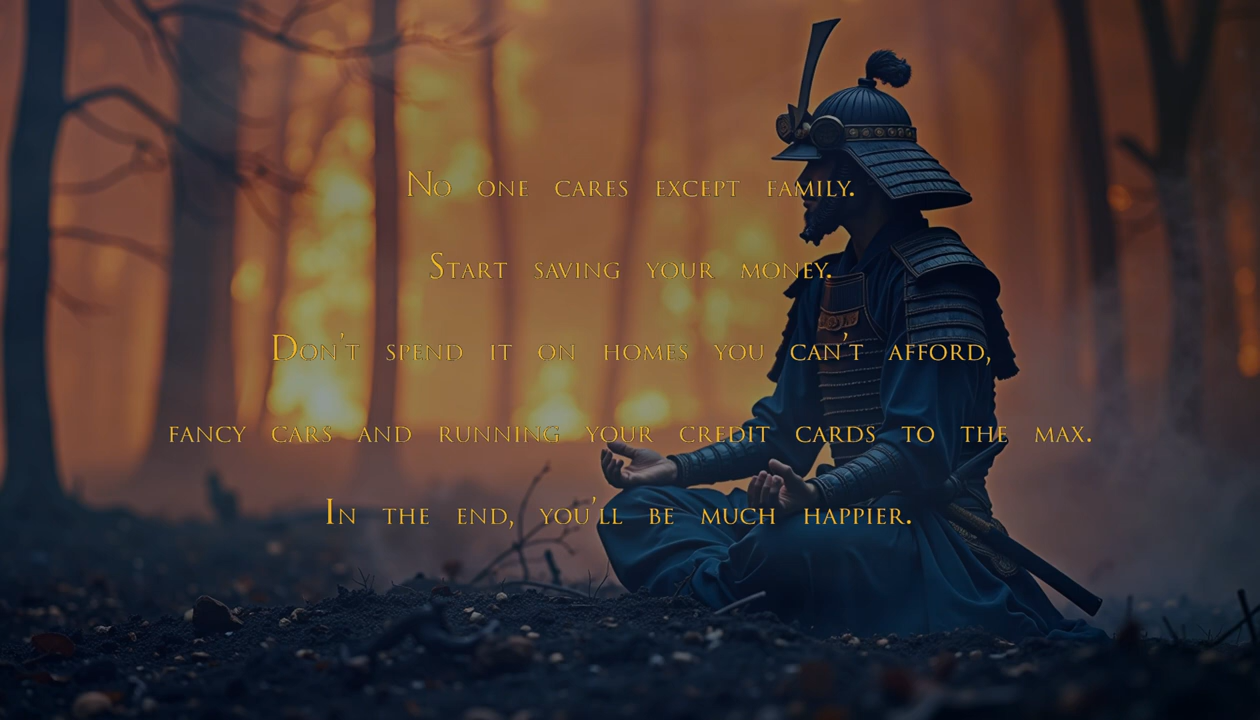 No one cares except family.
Start saving your money.
Don't spend it on homes you can't afford,
fancy cars and running your credit cards to the max.
In the end, you'll be much happier.